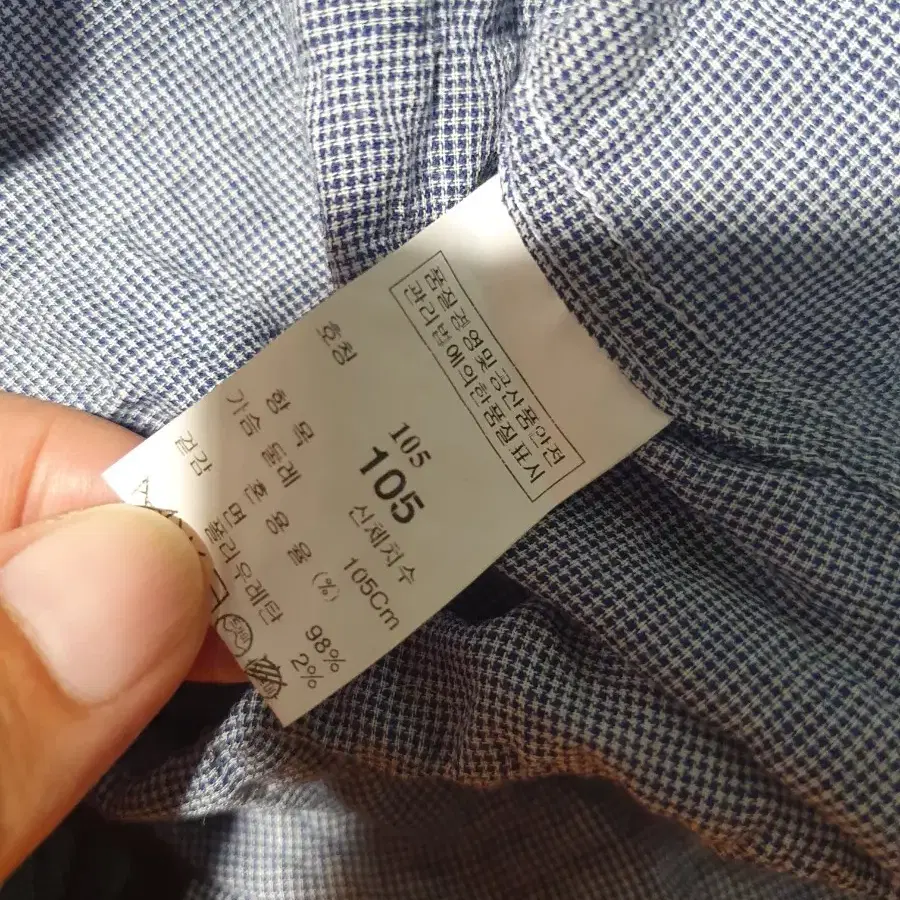 품질경영및 공산품안전
관리법에의한품질표시
호칭 105
105
항목 신체치수
가슴둘레 105Cm
혼용율 (%)
겉감 면 98%
폴리우레탄 2%